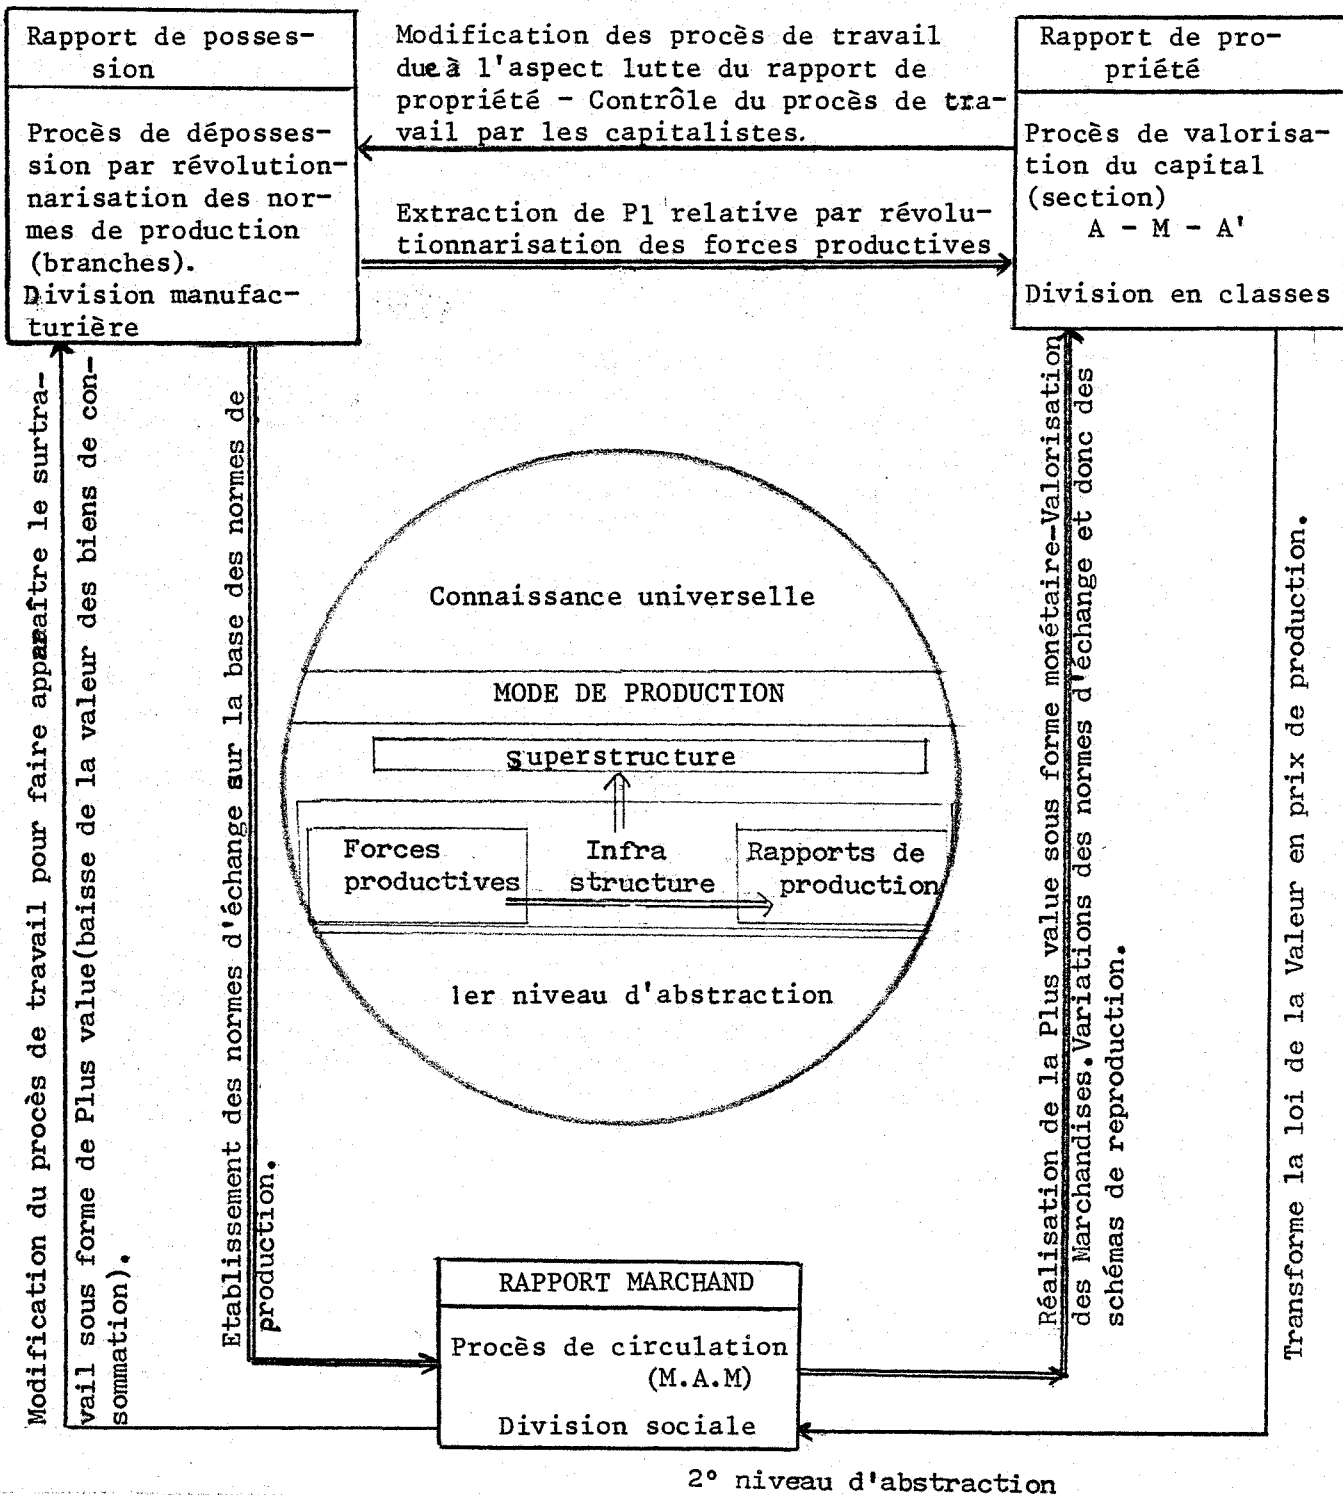 Rapport de posses-
sion
Procès de déposses-
sion par révolution-
narisation des nor-
mes de production
(branches).
Division manufac-
turière
Modification des procès de travail
due à l'aspect lutte du rapport de
propriété - Contrôle du procès de tra-
vail par les capitalistes.
Extraction de Pl relative par révolu-
tionnarisation des forces productives
Rapport de pro-
priété
Procès de valorisa-
tion du capital
(section)
A - M - A'
Division en classes
Modification du procès de travail pour faire apparaître le surtra-
vail sous forme de Plus value(baisse de la valeur des biens de con-
sommation).
Etablissement des normes d'échange sur la base des normes de
production.
Connaissance universelle
MODE DE PRODUCTION
Superstructure
Forces
productives
Infra
structure
Rapports de
production
1er niveau d'abstraction
Réalisation de la Plus value sous forme monétaire-Valorisation
des Marchandises.Variations des normes d'échange et donc des
schémas de reproduction.
Transforme la loi de la Valeur en prix de production.
RAPPORT MARCHAND
Procès de circulation
(M.A.M)
Division sociale
2° niveau d'abstraction